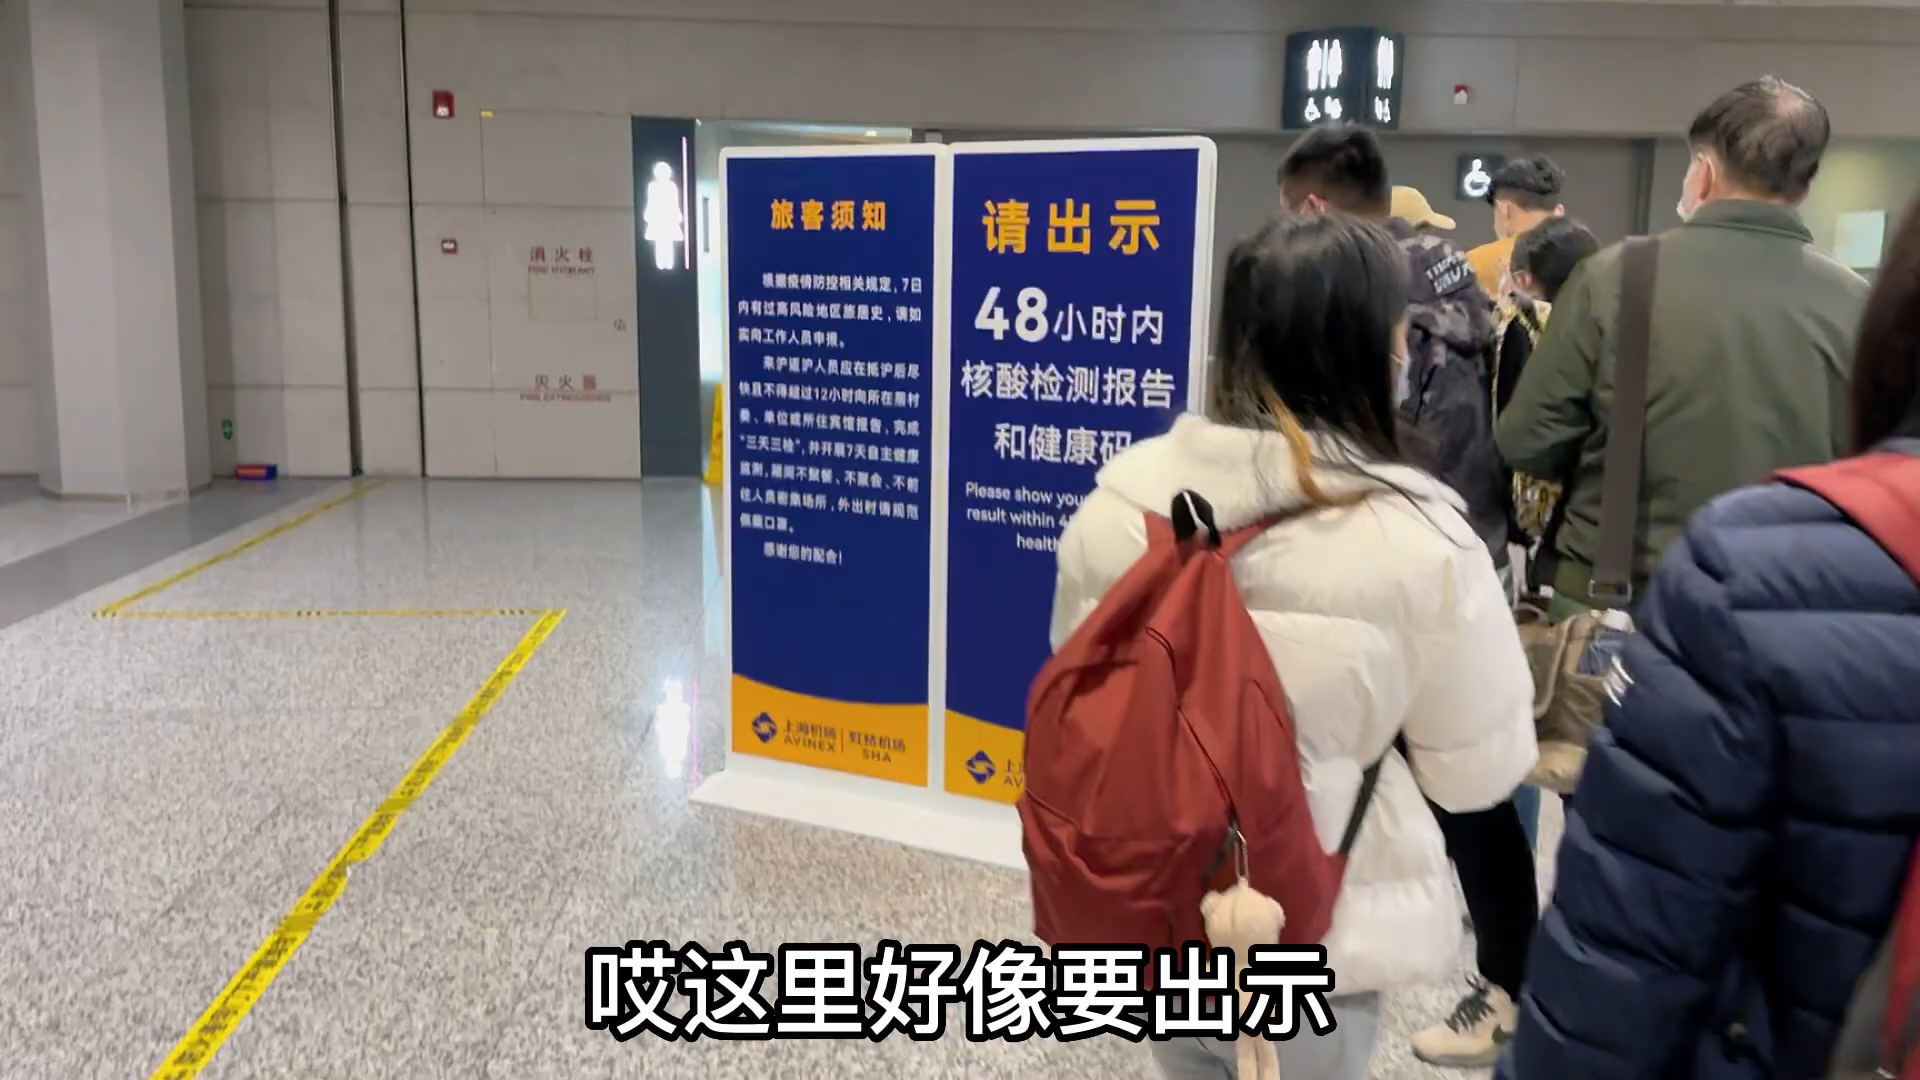 消火栓
FIRE HYDRANT
灭火器
FIRE EXTINGUISHER
旅客须知
根据疫情防控相关规定，7日
内有过高风险地区旅居史，请如
实向工作人员申报。
来沪返沪人员应在抵沪后尽
快且不得超过12小时向所在居村
委、单位或所住宾馆报告，完成
“三天三检”，并开展7天自主健康
监测，期间不聚餐、不聚会、不前
往人员密集场所，外出时请规范
佩戴口罩。
感谢您的配合！
上海机场
AVINEX
虹桥机场
SHA
请出示
48小时内
核酸检测报告
和健康码
Please show your
result within 4
health
上
AV
哎这里好像要出示